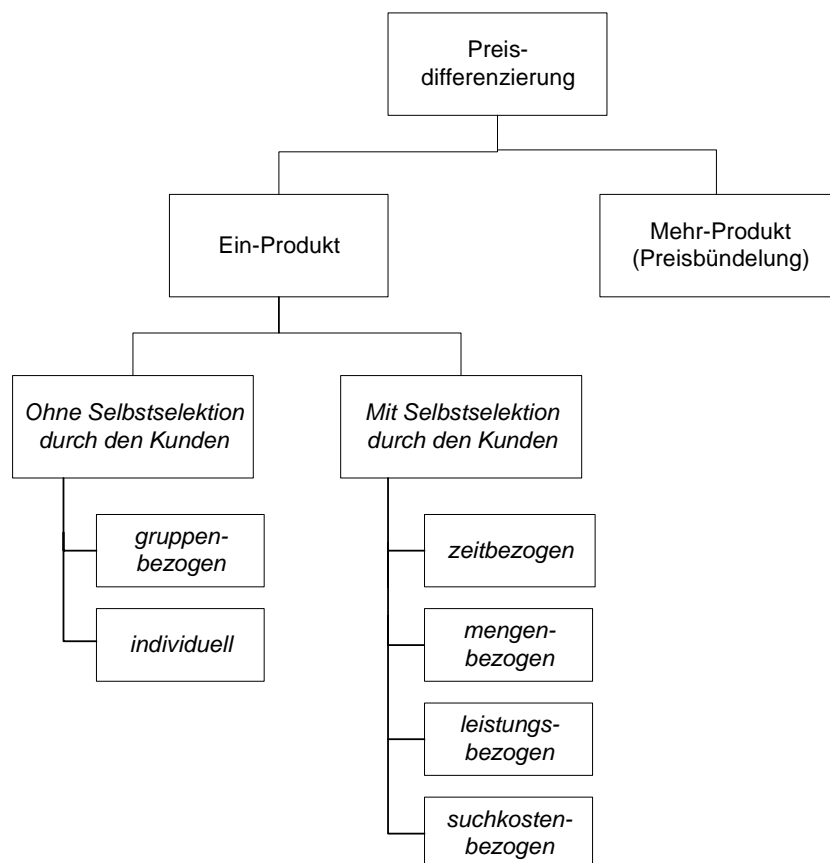 Preis-
differenzierung
Ein-Produkt
Mehr-Produkt
(Preisbündelung)
Ohne Selbstselektion
durch den Kunden
Mit Selbstselektion
durch den Kunden
gruppen-
bezogen
individuell
zeitbezogen
mengen-
bezogen
leistungs-
bezogen
suchkosten-
bezogen